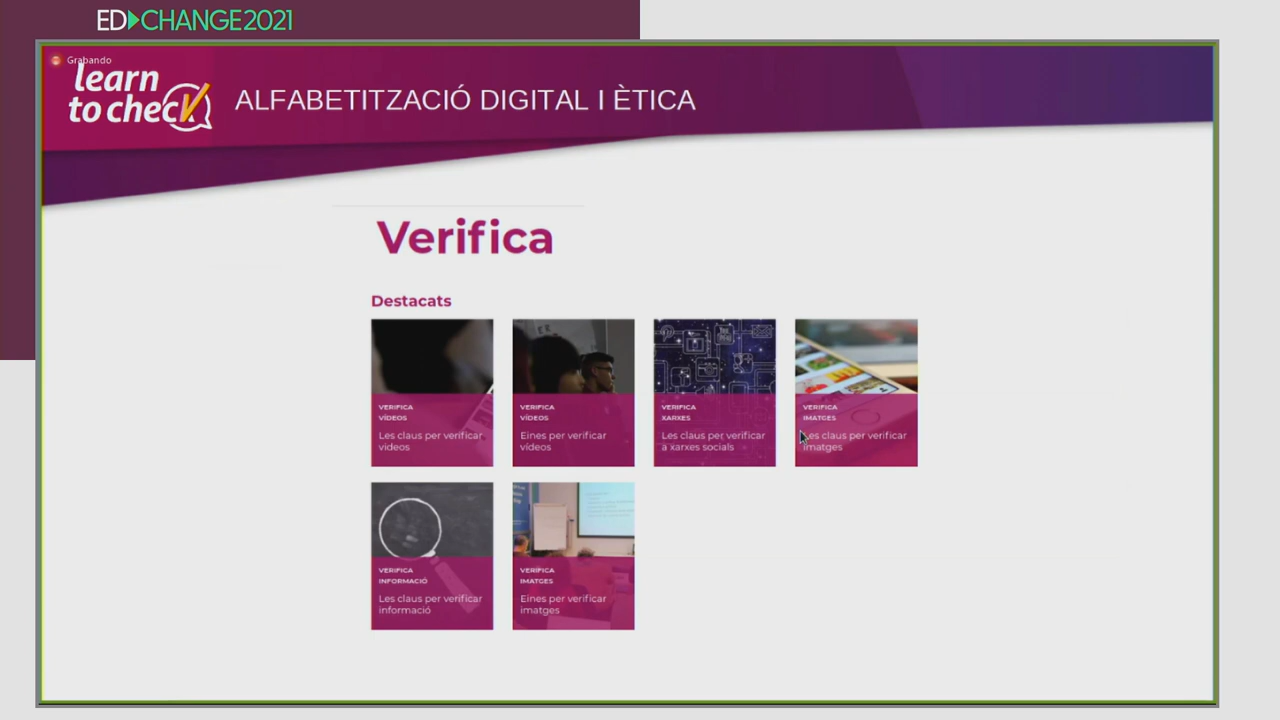 ED CHANGE2021
Grabando
learn
to check
ALFABETITZACIÓ DIGITAL I ÈTICA
Verifica
Destacats
VERIFICA
VÍDEOS
Les claus per verificar
videos
VERIFICA
VÍDEOS
Eines per verificar
vídeos
VERIFICA
XARXES
Les claus per verificar
a xarxes socials
VERIFICA
IMATGES
Les claus per verificar
imatges
VERIFICA
INFORMACIÓ
Les claus per verificar
informació
VERIFICA
IMATGES
Eines per verificar
imatges